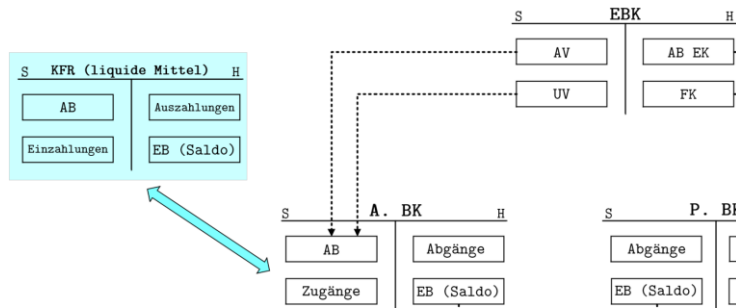 S EBK H
AV AB EK
UV FK
S KFR (liquide Mittel) H
AB Auszahlungen
Einzahlungen EB (Saldo)
S A. BK H
AB Abgänge
Zugänge EB (Saldo)
S P. BK
Abgänge
EB (Saldo)